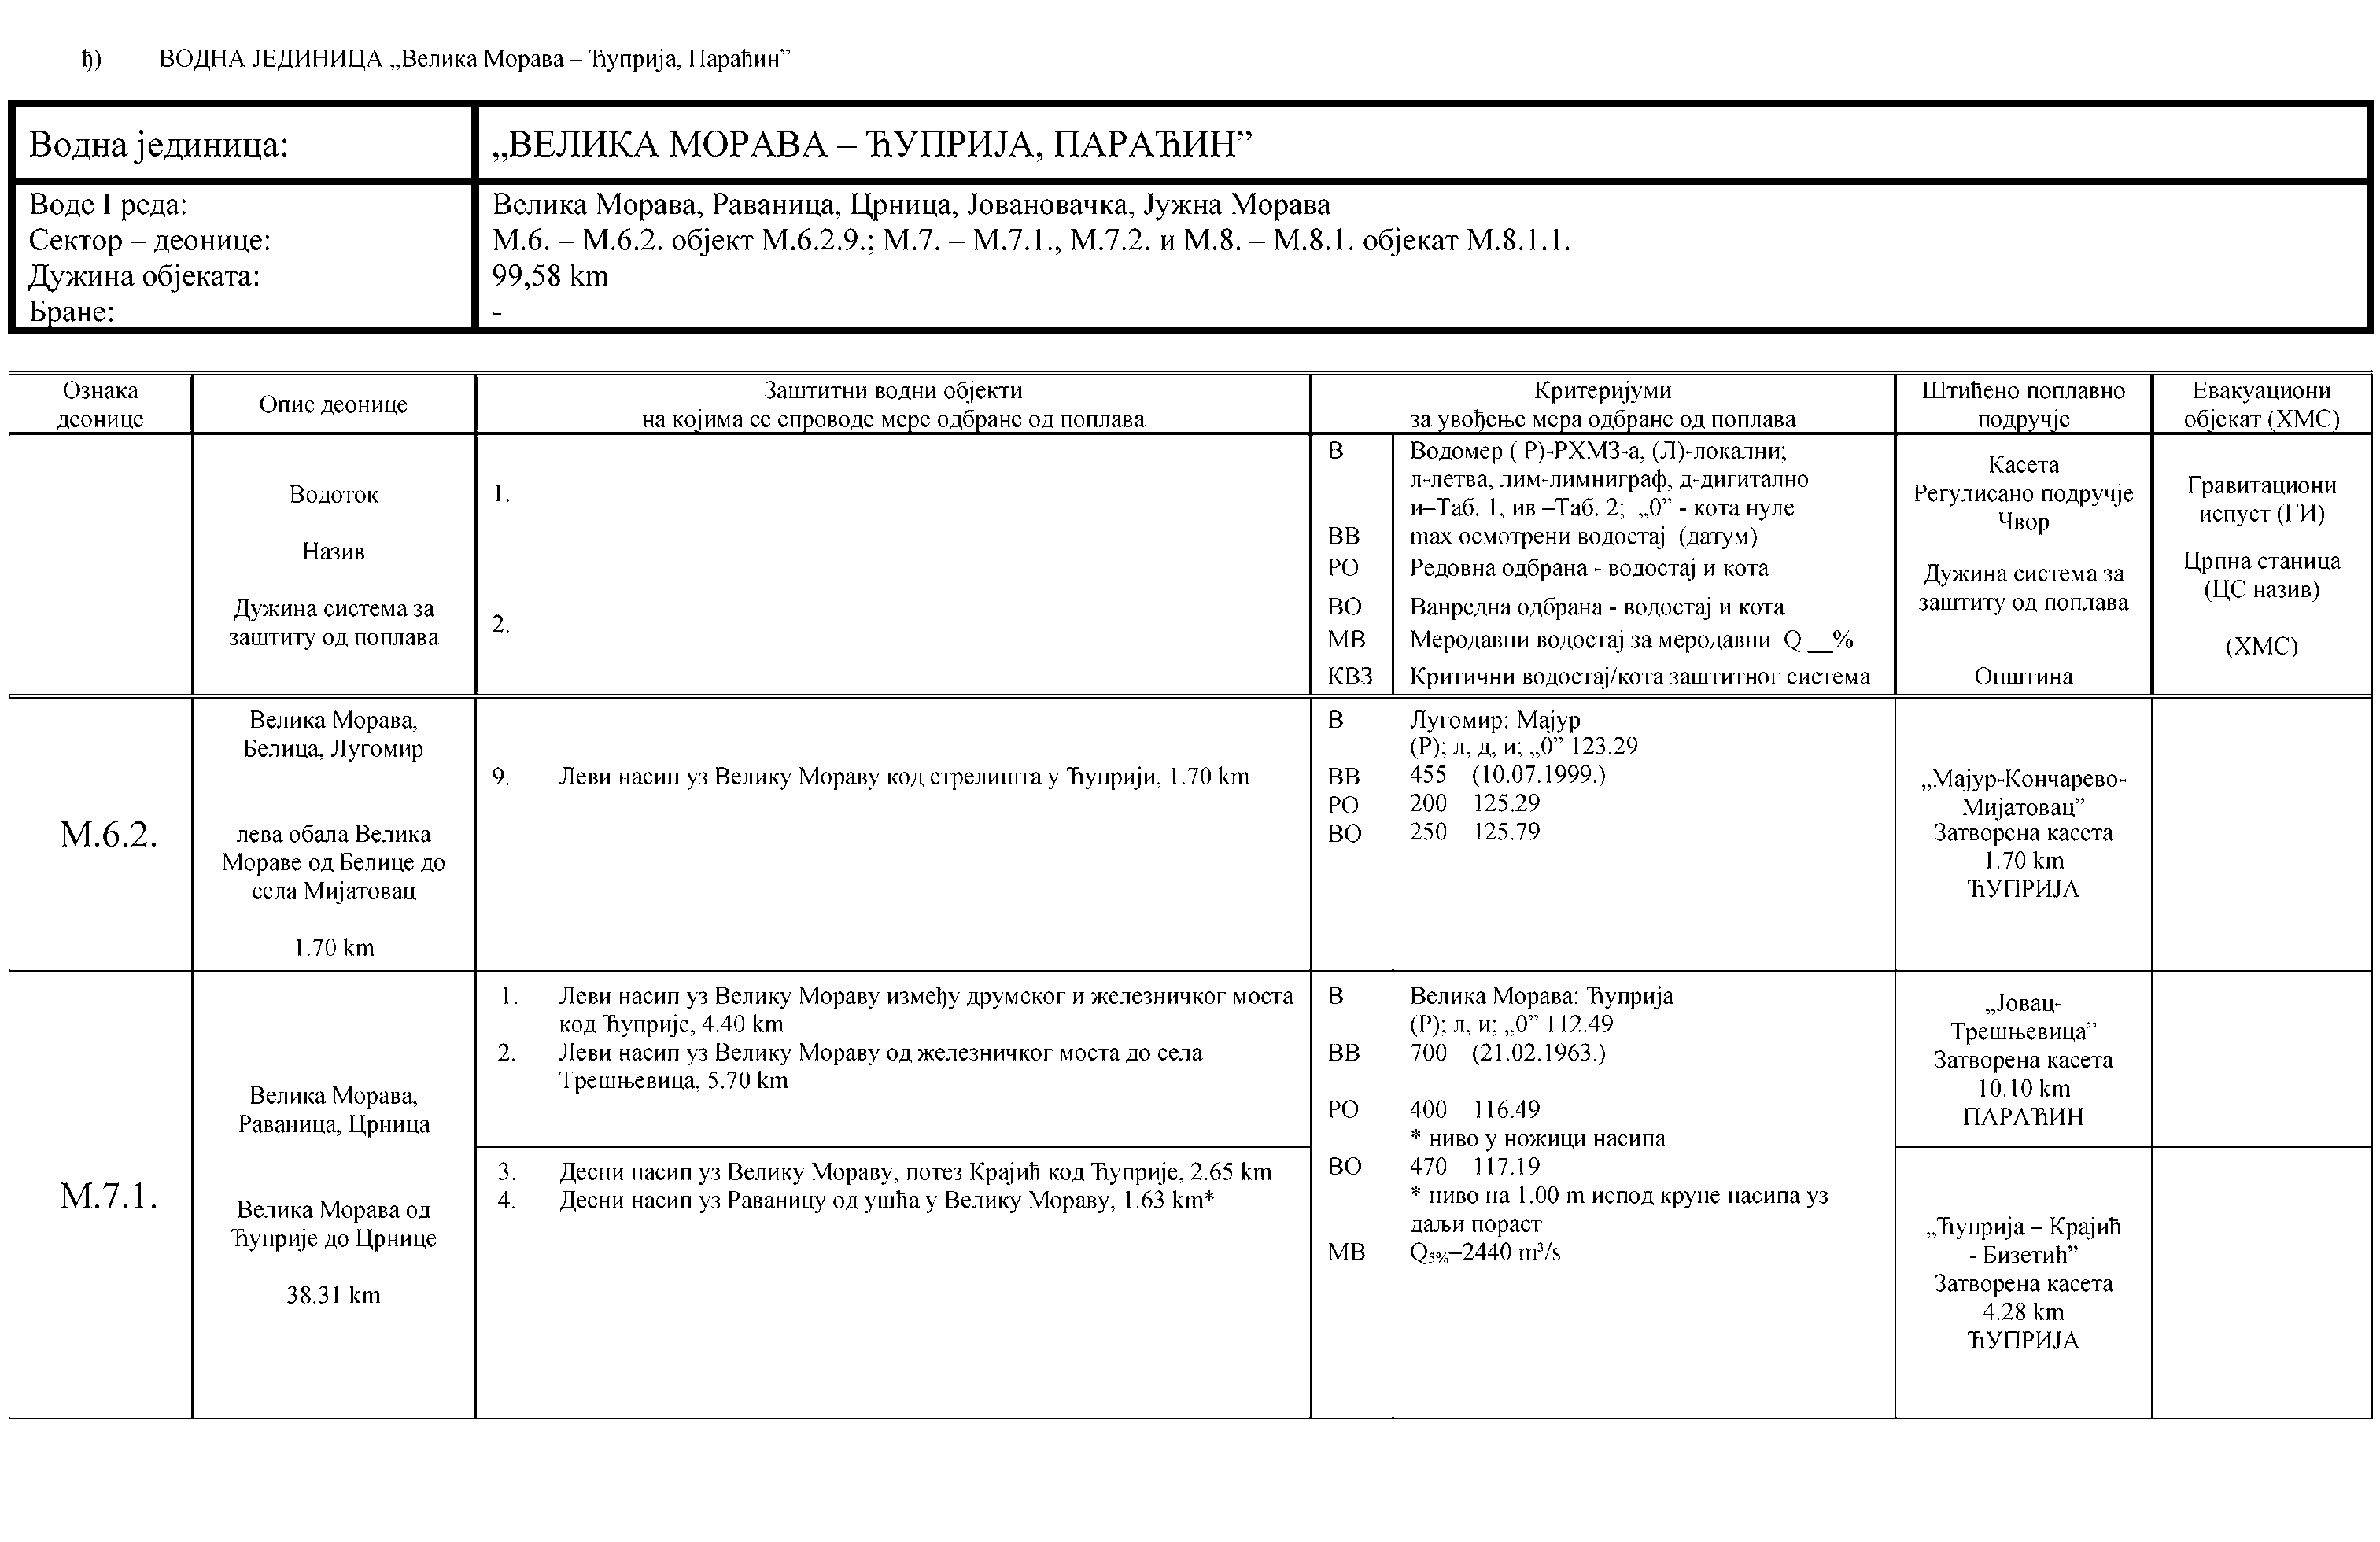 ђ) ВОДНА ЈЕДИНИЦА „Велика Морава – Ћуприја, Параћин”
Водна јединица: „ВЕЛИКА МОРАВА – ЋУПРИЈА, ПАРАЋИН”
Воде I реда: Велика Морава, Раваница, Црница, Јовановачка, Јужна Морава
Сектор – деонице: М.6. – М.6.2. објект М.6.2.9.; М.7. – М.7.1., М.7.2. и М.8. – М.8.1. објекат М.8.1.1.
Дужина објеката: 99,58 km
Бране: -
Ознака
деонице
Опис деонице
Заштитни водни објекти
на којима се спроводе мере одбране од поплава
Критеријуми
за увођење мера одбране од поплава
Штићено поплавно
подручје
Евакуациони
објекат (ХМС)
Водоток
Назив
Дужина система за
заштиту од поплава
1.
2.
В Водомер ( Р)-РХМЗ-а, (Л)-локални;
л-летва, лим-лимниграф, д-дигитално
и–Таб. 1, ив –Таб. 2; „0” - кота нуле
ВВ max осмотрени водостај (датум)
РО Редовна одбрана - водостај и кота
ВО Ванредна одбрана - водостај и кота
МВ Меродавни водостај за меродавни Q __%
КВЗ Критични водостај/кота заштитног система
Касета
Регулисано подручје
Чвор
Дужина система за
заштиту од поплава
Општина
Гравитациони
испуст (ГИ)
Црпна станица
(ЦС назив)
(ХМС)
М.6.2.
Велика Морава,
Белица, Лугомир
лева обала Велика
Мораве од Белице до
села Мијатовац
1.70 km
9. Леви насип уз Велику Мораву код стрелишта у Ћуприји, 1.70 km
В Лугомир: Мајур
(Р); л, д, и; „0” 123.29
ВВ 455 (10.07.1999.)
РО 200 125.29
ВО 250 125.79
„Мајур-Кончарево-
Мијатовац”
Затворена касета
1.70 km
ЋУПРИЈА
М.7.1.
Велика Морава,
Раваница, Црница
Велика Морава од
Ћуприје до Црнице
38.31 km
1. Леви насип уз Велику Мораву између друмског и железничког моста
код Ћуприје, 4.40 km
2. Леви насип уз Велику Мораву од железничког моста до села
Трешњевица, 5.70 km
3. Десни насип уз Велику Мораву, потез Крајић код Ћуприје, 2.65 km
4. Десни насип уз Раваницу од ушћа у Велику Мораву, 1.63 km*
В Велика Морава: Ћуприја
(Р); л, и; „0” 112.49
ВВ 700 (21.02.1963.)
РО 400 116.49
* ниво у ножици насипа
ВО 470 117.19
* ниво на 1.00 m испод круне насипа уз
даљи пораст
МВ Q5%=2440 m³/s
„Јовац-
Трешњевица”
Затворена касета
10.10 km
ПАРАЋИН
„Ћуприја – Крајић
- Бизетић”
Затворена касета
4.28 km
ЋУПРИЈА